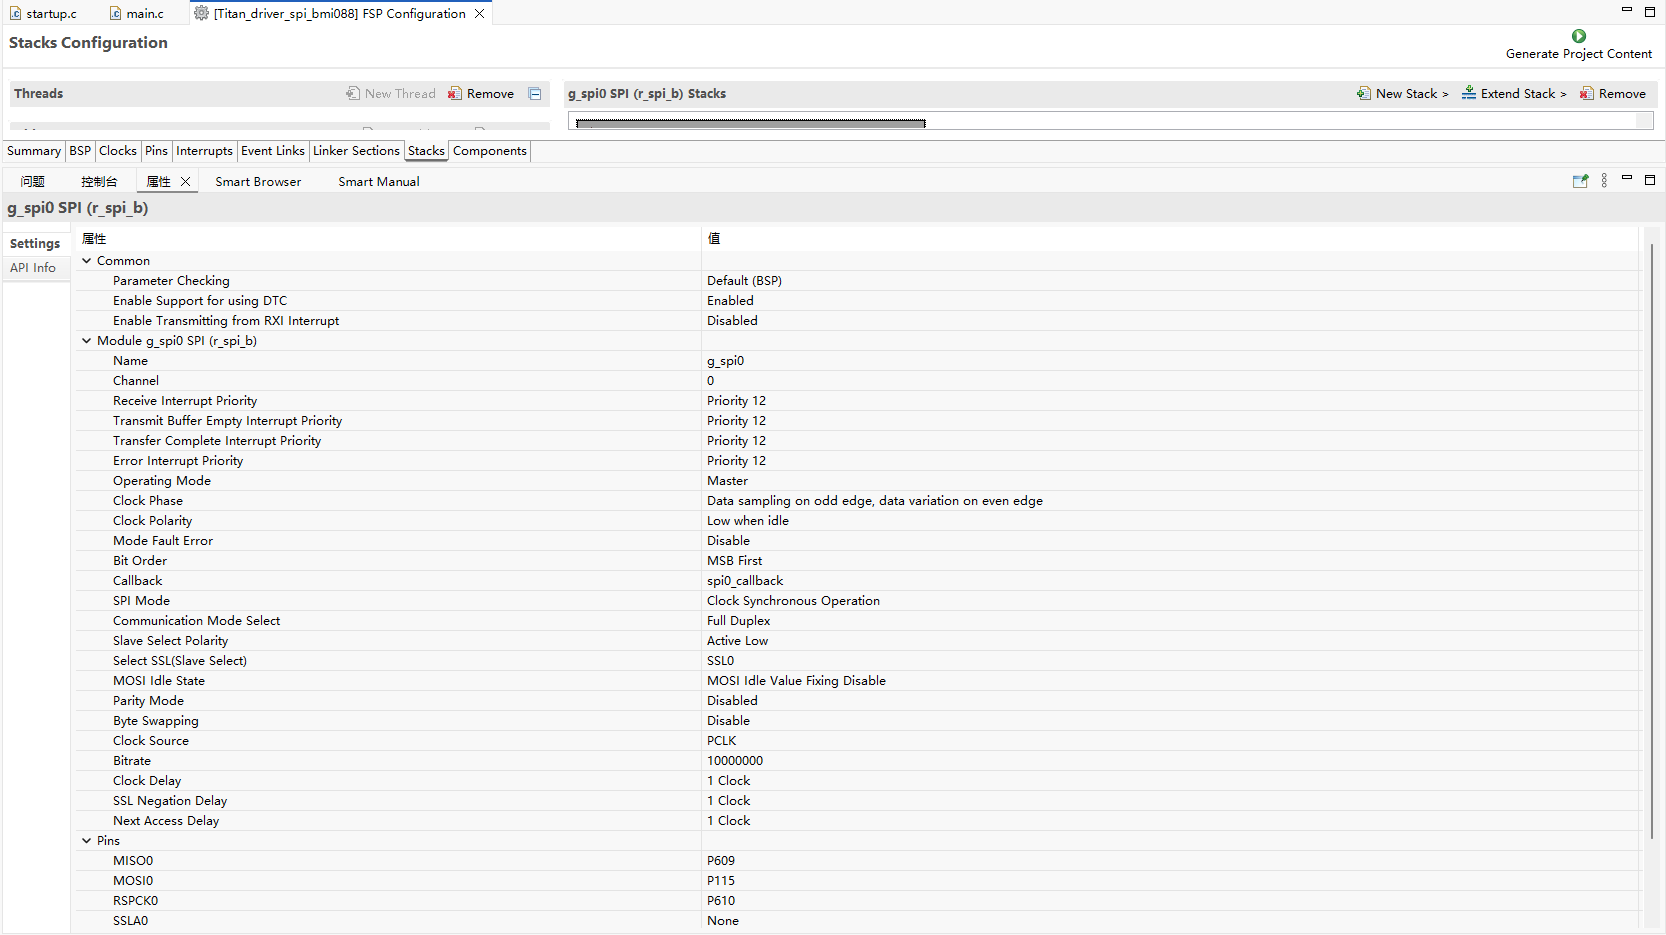 startup.c main.c [Titan_driver_spi_bmi088] FSP Configuration
Stacks Configuration
Generate Project Content
Threads New Thread Remove g_spi0 SPI (r_spi_b) Stacks New Stack > Extend Stack > Remove
Summary BSP Clocks Pins Interrupts Event Links Linker Sections Stacks Components
问题 控制台 属性 Smart Browser Smart Manual
g_spi0 SPI (r_spi_b)
Settings
API Info
属性 值
Common
Parameter Checking Default (BSP)
Enable Support for using DTC Enabled
Enable Transmitting from RXI Interrupt Disabled
Module g_spi0 SPI (r_spi_b)
Name g_spi0
Channel 0
Receive Interrupt Priority Priority 12
Transmit Buffer Empty Interrupt Priority Priority 12
Transfer Complete Interrupt Priority Priority 12
Error Interrupt Priority Priority 12
Operating Mode Master
Clock Phase Data sampling on odd edge, data variation on even edge
Clock Polarity Low when idle
Mode Fault Error Disable
Bit Order MSB First
Callback spi0_callback
SPI Mode Clock Synchronous Operation
Communication Mode Select Full Duplex
Slave Select Polarity Active Low
Select SSL(Slave Select) SSL0
MOSI Idle State MOSI Idle Value Fixing Disable
Parity Mode Disabled
Byte Swapping Disable
Clock Source PCLK
Bitrate 10000000
Clock Delay 1 Clock
SSL Negation Delay 1 Clock
Next Access Delay 1 Clock
Pins
MISO0 P609
MOSI0 P115
RSPCK0 P610
SSLA0 None